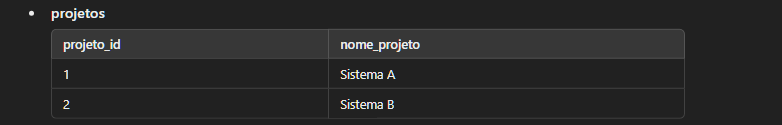 projetos
projeto_id nome_projeto
1 Sistema A
2 Sistema B